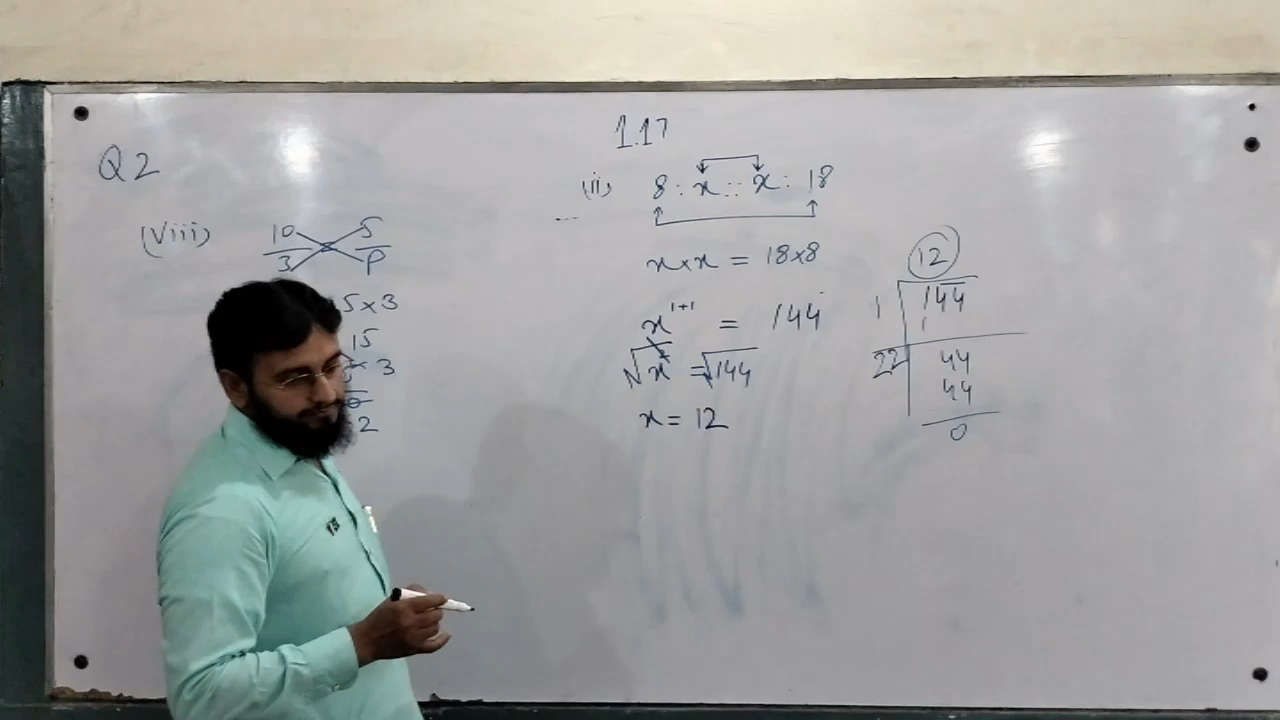 1.17
Q2
(viii) 10/3 5/p
5×3
15
× 3
2
(ii) 8 : x :: x : 18
x×x = 18×8
x¹⁺¹ = 144
√x² = √144
x = 12
12
1 144
1
22 44
44
0